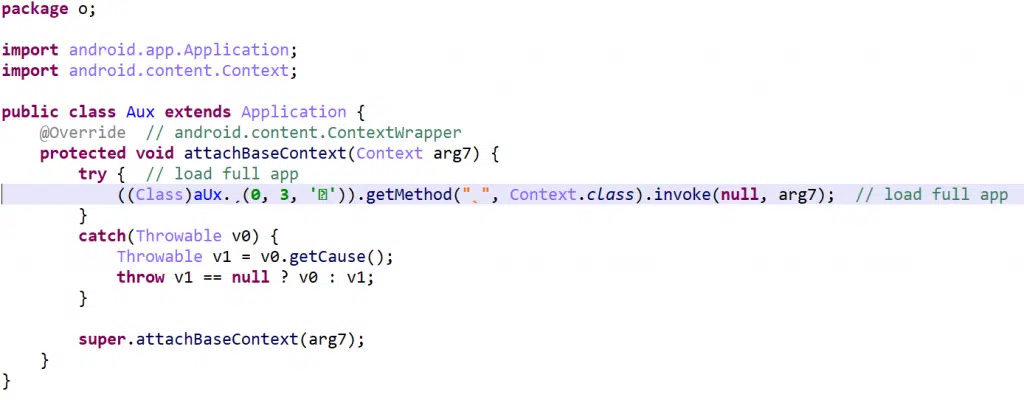 package o;
import android.app.Application;
import android.content.Context;
public class Aux extends Application {
@Override // android.content.ContextWrapper
protected void attachBaseContext(Context arg7) {
try { // load full app
((Class)aUx.ˏ(0, 3, '')).getMethod("ˎ", Context.class).invoke(null, arg7); // load full app
}
catch(Throwable v0) {
Throwable v1 = v0.getCause();
throw v1 == null ? v0 : v1;
}
super.attachBaseContext(arg7);
}
}